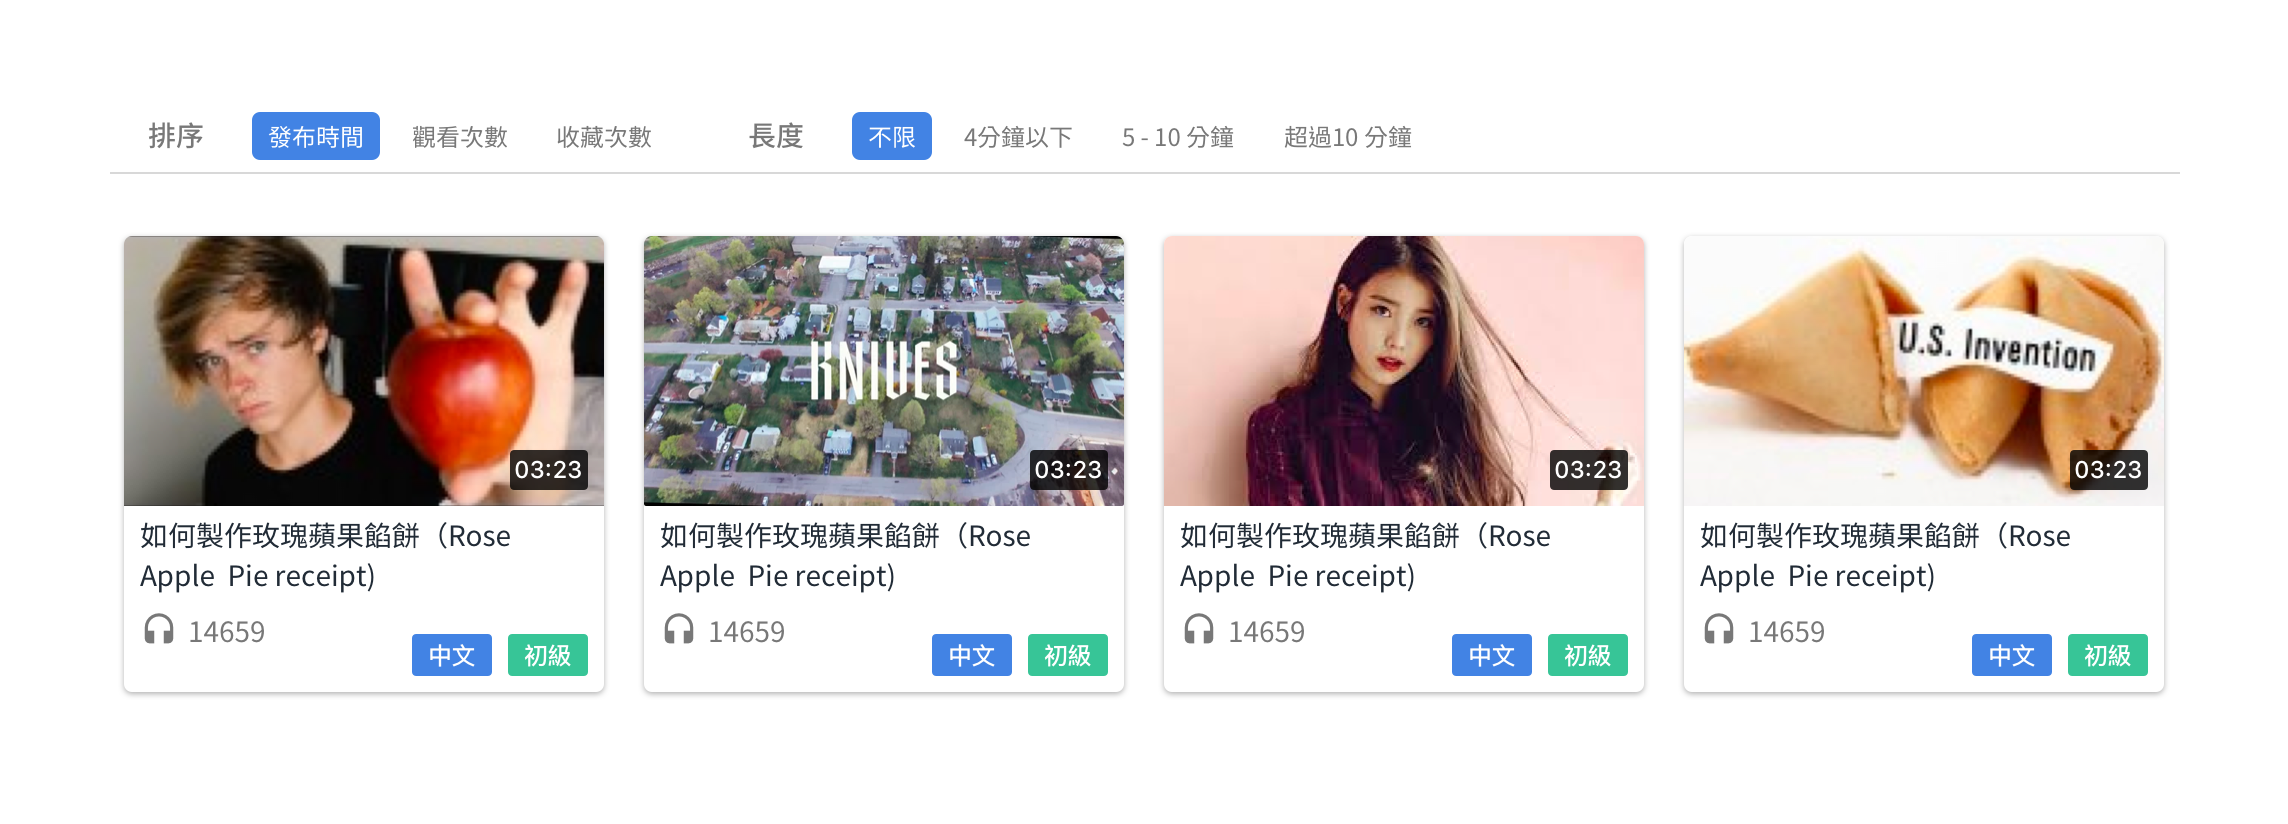 排序 發布時間 觀看次數 收藏次數 長度 不限 4分鐘以下 5 - 10 分鐘 超過10 分鐘
KNIVES
U.S. Invention
03:23
03:23
03:23
03:23
如何製作玫瑰蘋果餡餅（Rose
Apple  Pie receipt)
14659
中文 初級
如何製作玫瑰蘋果餡餅（Rose
Apple  Pie receipt)
14659
中文 初級
如何製作玫瑰蘋果餡餅（Rose
Apple  Pie receipt)
14659
中文 初級
如何製作玫瑰蘋果餡餅（Rose
Apple  Pie receipt)
14659
中文 初級